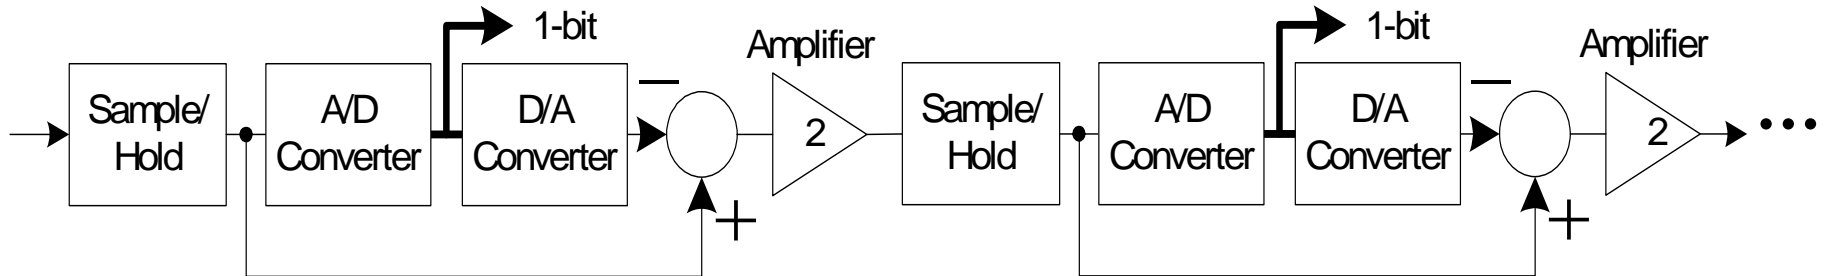 Sample/
Hold
A/D
Converter
1-bit
D/A
Converter
−
+
Amplifier
2
Sample/
Hold
A/D
Converter
1-bit
D/A
Converter
−
+
Amplifier
2
•••